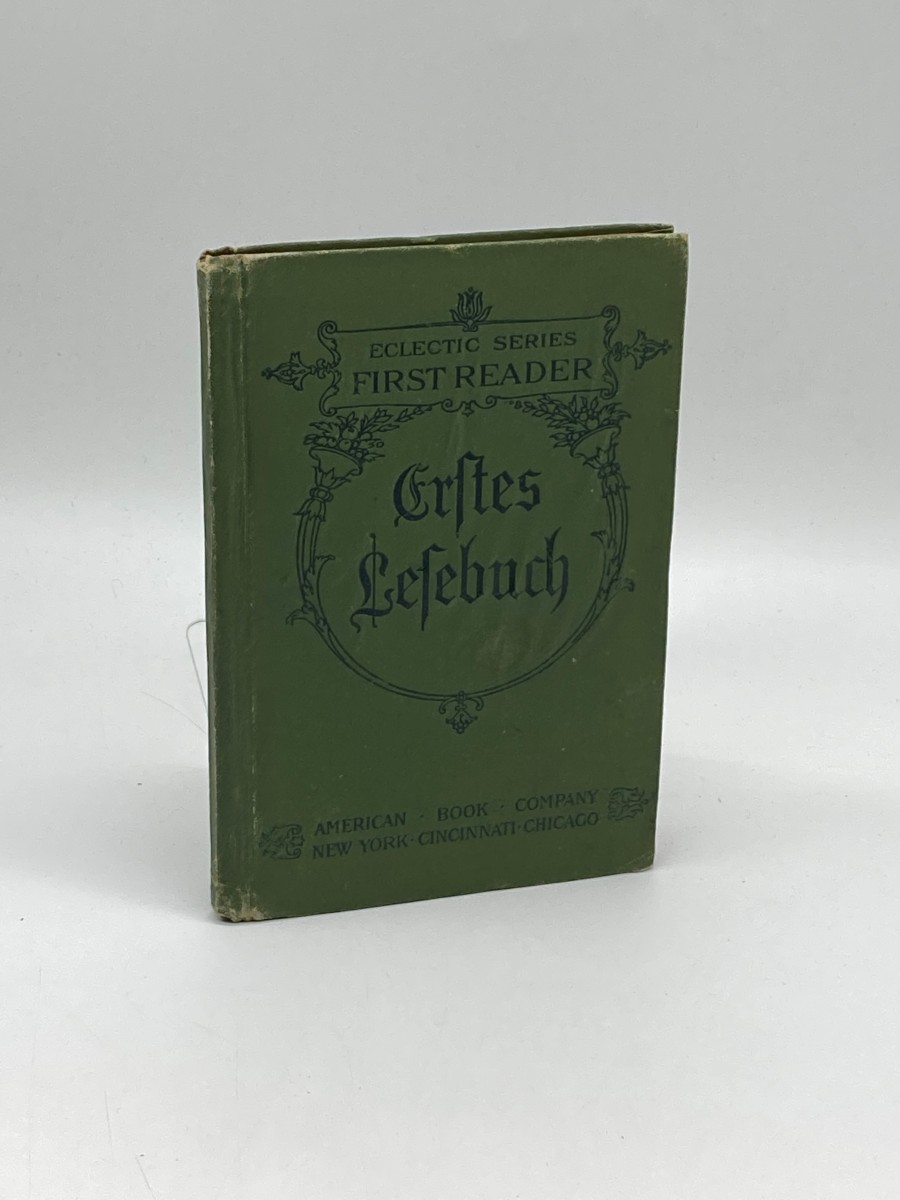 ECLECTIC SERIES
FIRST READER
Erſtes
Leſebuch
AMERICAN · BOOK · COMPANY
NEW YORK · CINCINNATI · CHICAGO